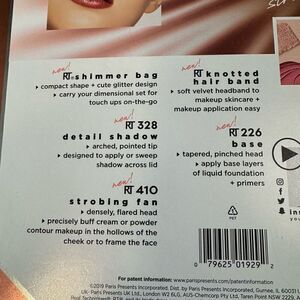 new!
RT® shimmer bag
▸ compact shape + cute glitter design
▸ carry your dimensional set for
touch ups on-the-go
new!
RT knotted
hair band
▸ soft velvet headband to
makeup skincare +
makeup application easy
new!
RT 328
detail shadow
▸ arched, pointed tip
▸ designed to apply or sweep
shadow across lid
new!
RT 226
base
▸ tapered, pinched head
▸ apply base layers
of liquid foundation
+ primers
new!
RT 410
strobing fan
▸ densely, flared head
▸ precisely buff cream or powder
contour makeup in the hollows of the
cheek or to frame the face
PET
0 79625 01929 2
For patent information: www.parispresents.com/patentinformation
©2019 Paris Presents Incorporated. Dist. by Paris Presents Incorporated, Gurnee, IL 60031 U
UK- Paris Presents UK Ltd., London W2 6LG, AUS-Chemcorp Pty Ltd, Taren Point NSW 2229,